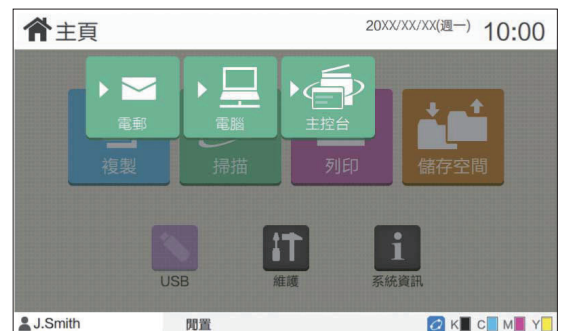 主頁 20XX/XX/XX(週一) 10:00
電郵 電腦 主控台
複製 掃描 列印 儲存空間
USB 維護 系統資訊
J.Smith 閒置 K C M Y